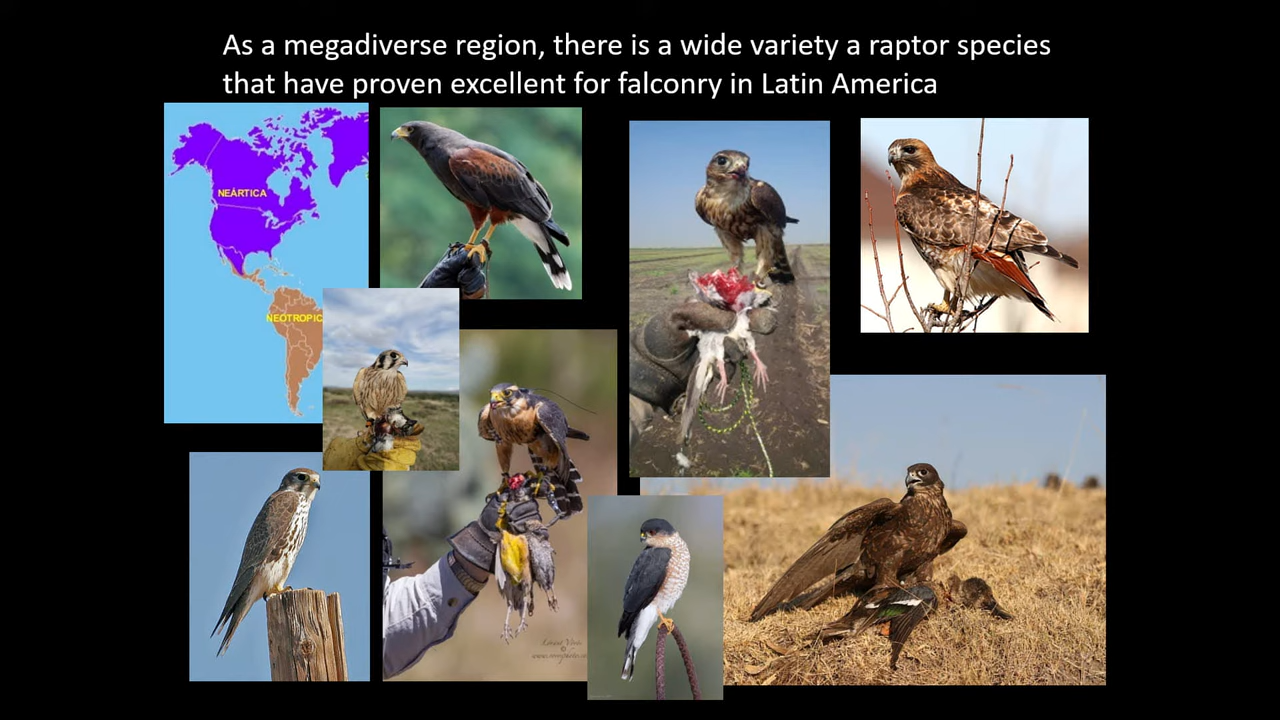 As a megadiverse region, there is a wide variety a raptor species
that have proven excellent for falconry in Latin America
NEÁRTICA
NEOTROPIC